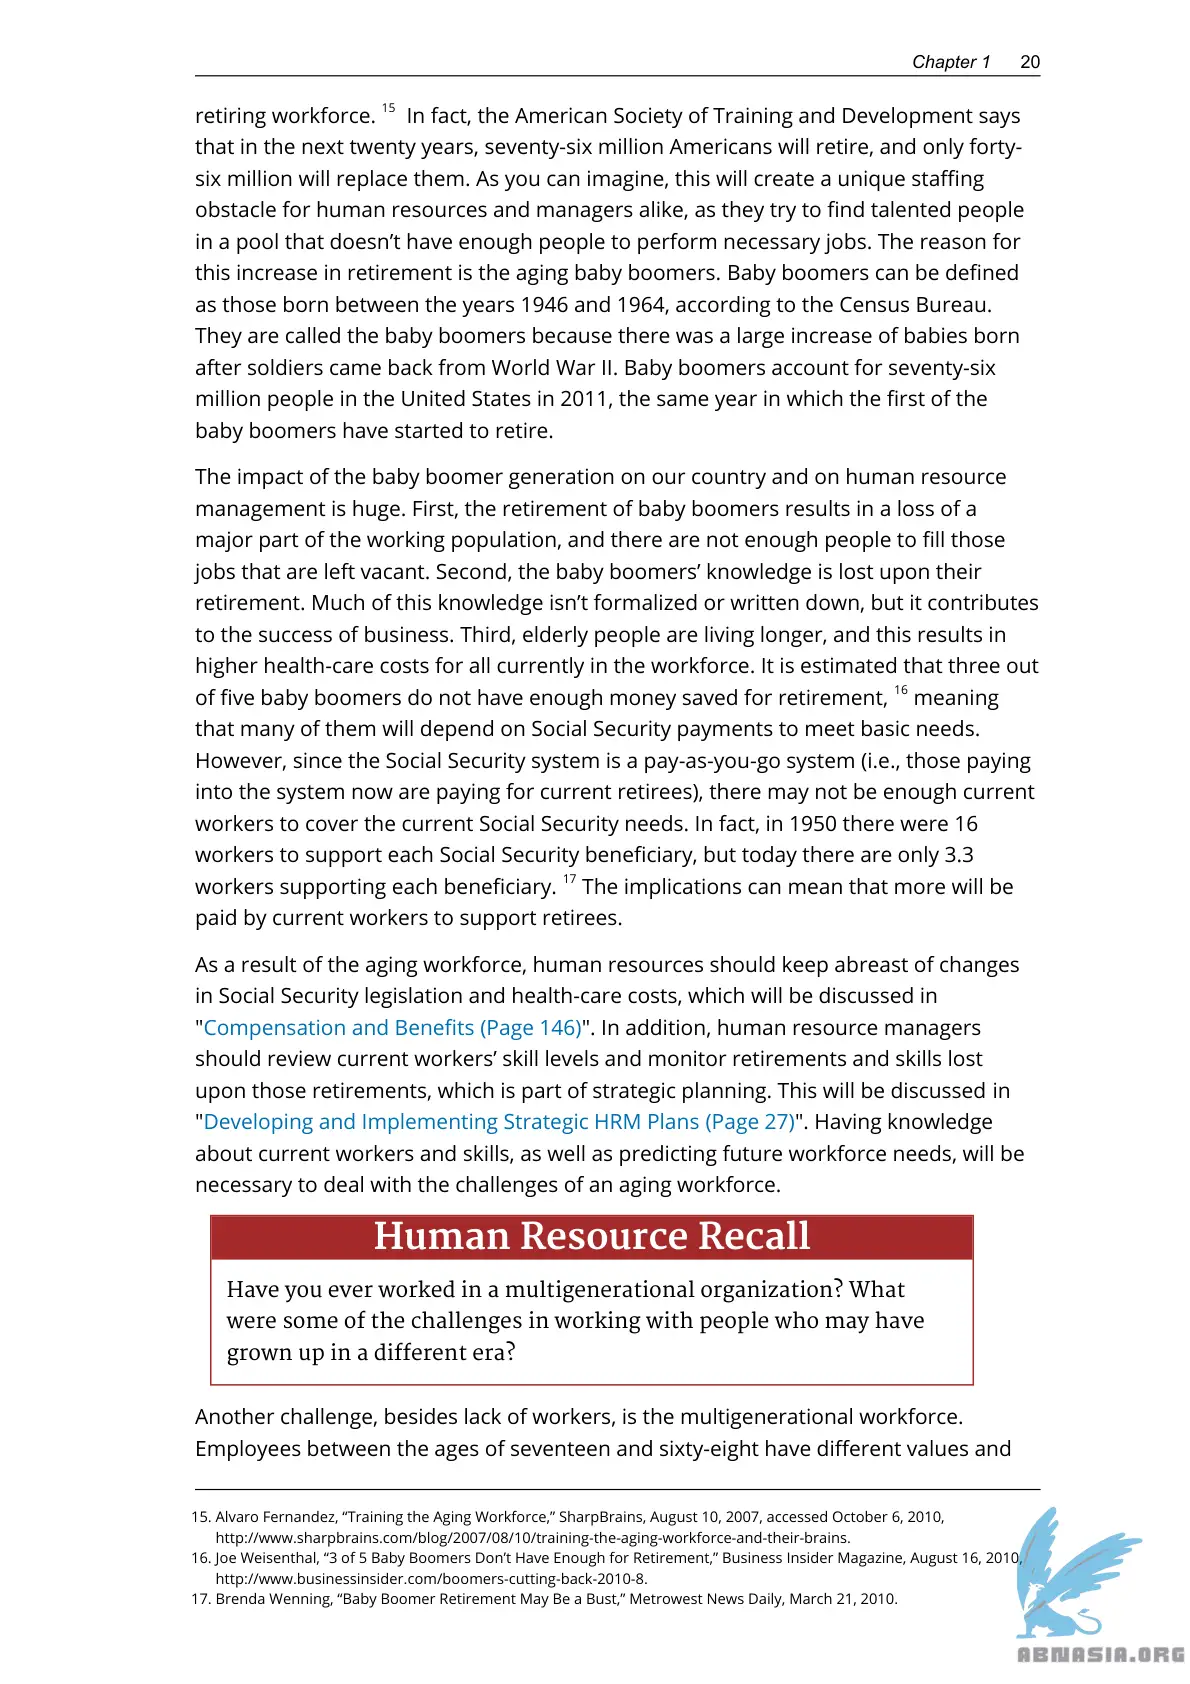 Chapter 1 20
retiring workforce. 15 In fact, the American Society of Training and Development says
that in the next twenty years, seventy-six million Americans will retire, and only forty-
six million will replace them. As you can imagine, this will create a unique staffing
obstacle for human resources and managers alike, as they try to find talented people
in a pool that doesn’t have enough people to perform necessary jobs. The reason for
this increase in retirement is the aging baby boomers. Baby boomers can be defined
as those born between the years 1946 and 1964, according to the Census Bureau.
They are called the baby boomers because there was a large increase of babies born
after soldiers came back from World War II. Baby boomers account for seventy-six
million people in the United States in 2011, the same year in which the first of the
baby boomers have started to retire.
The impact of the baby boomer generation on our country and on human resource
management is huge. First, the retirement of baby boomers results in a loss of a
major part of the working population, and there are not enough people to fill those
jobs that are left vacant. Second, the baby boomers’ knowledge is lost upon their
retirement. Much of this knowledge isn’t formalized or written down, but it contributes
to the success of business. Third, elderly people are living longer, and this results in
higher health-care costs for all currently in the workforce. It is estimated that three out
of five baby boomers do not have enough money saved for retirement, 16 meaning
that many of them will depend on Social Security payments to meet basic needs.
However, since the Social Security system is a pay-as-you-go system (i.e., those paying
into the system now are paying for current retirees), there may not be enough current
workers to cover the current Social Security needs. In fact, in 1950 there were 16
workers to support each Social Security beneficiary, but today there are only 3.3
workers supporting each beneficiary. 17 The implications can mean that more will be
paid by current workers to support retirees.
As a result of the aging workforce, human resources should keep abreast of changes
in Social Security legislation and health-care costs, which will be discussed in
"Compensation and Benefits (Page 146)". In addition, human resource managers
should review current workers’ skill levels and monitor retirements and skills lost
upon those retirements, which is part of strategic planning. This will be discussed in
"Developing and Implementing Strategic HRM Plans (Page 27)". Having knowledge
about current workers and skills, as well as predicting future workforce needs, will be
necessary to deal with the challenges of an aging workforce.
Human Resource Recall
Have you ever worked in a multigenerational organization? What
were some of the challenges in working with people who may have
grown up in a different era?
Another challenge, besides lack of workers, is the multigenerational workforce.
Employees between the ages of seventeen and sixty-eight have different values and
15. Alvaro Fernandez, “Training the Aging Workforce,” SharpBrains, August 10, 2007, accessed October 6, 2010,
http://www.sharpbrains.com/blog/2007/08/10/training-the-aging-workforce-and-their-brains.
16. Joe Weisenthal, “3 of 5 Baby Boomers Don’t Have Enough for Retirement,” Business Insider Magazine, August 16, 2010,
http://www.businessinsider.com/boomers-cutting-back-2010-8.
17. Brenda Wenning, “Baby Boomer Retirement May Be a Bust,” Metrowest News Daily, March 21, 2010.
ABNASIA.ORG